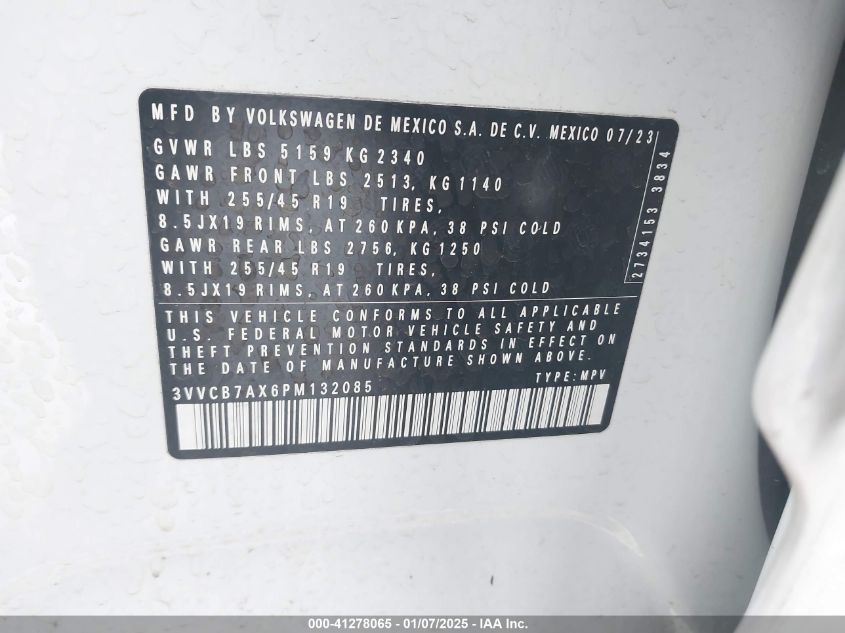 MFD BY VOLKSWAGEN DE MEXICO S.A. DE C.V. MEXICO 07/23
GVWR LBS 5159 KG 2340
GAWR FRONT LBS 2513, KG 1140
WITH 255/45 R19 TIRES,
8.5JX19 RIMS, AT 260 KPA, 38 PSI COLD
GAWR REAR LBS 2756, KG 1250
WITH 255/45 R19 TIRES,
8.5JX19 RIMS, AT 260 KPA, 38 PSI COLD
2734153 3834
THIS VEHICLE CONFORMS TO ALL APPLICABLE
U.S. FEDERAL MOTOR VEHICLE SAFETY AND
THEFT PREVENTION STANDARDS IN EFFECT ON
THE DATE OF MANUFACTURE SHOWN ABOVE.
3VVCB7AX6PM132085 TYPE: MPV
000-41278065 - 01/07/2025 - IAA Inc.